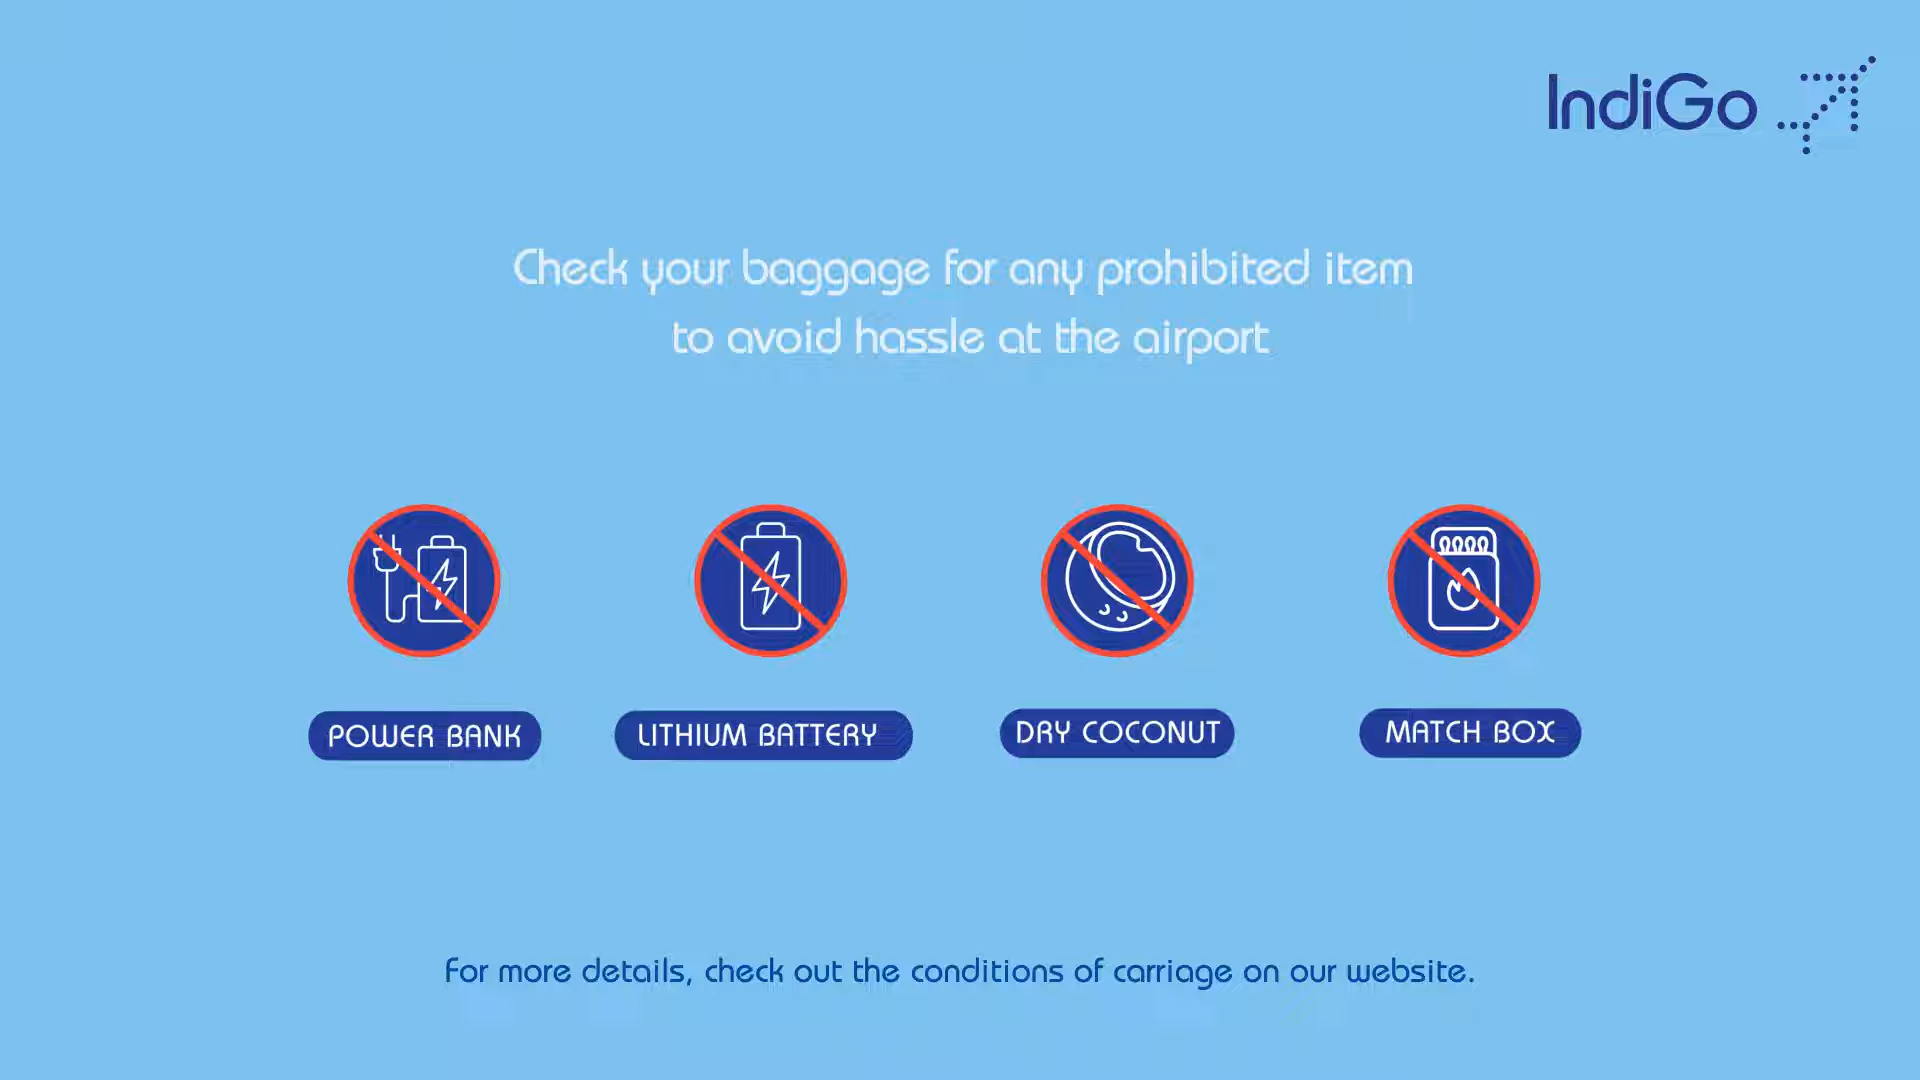 IndiGo
Check your baggage for any prohibited item
to avoid hassle at the airport
POWER BANK
LITHIUM BATTERY
DRY COCONUT
MATCH BOX
For more details, check out the conditions of carriage on our website.